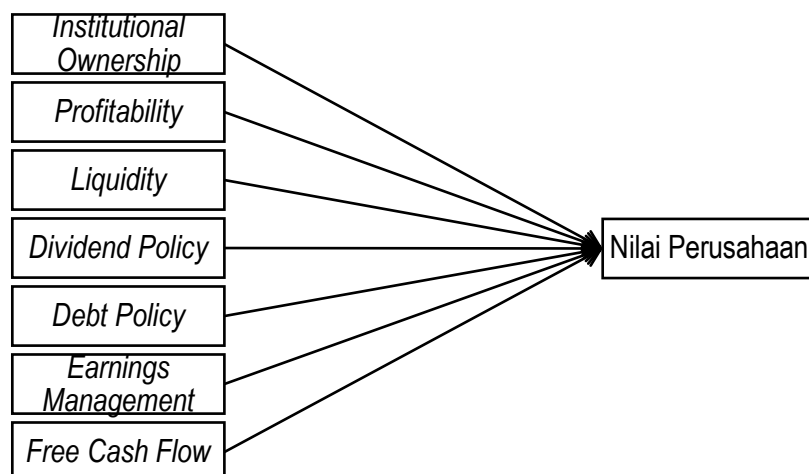 Institutional
Ownership
Profitability
Liquidity
Dividend Policy
Debt Policy
Earnings
Management
Free Cash Flow
Nilai Perusahaan